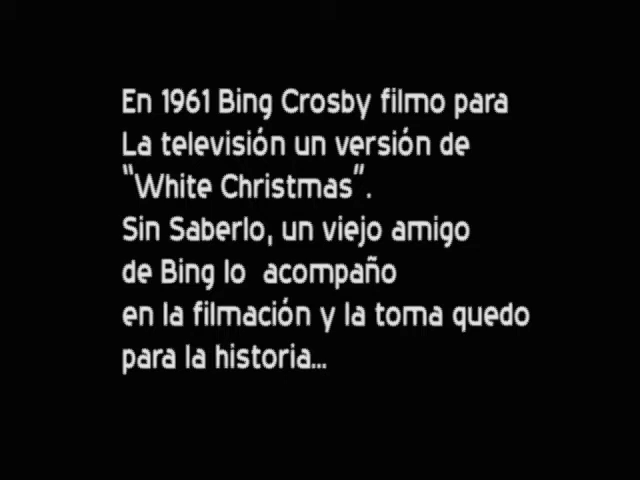 En 1961 Bing Crosby filmo para
La televisión un versión de
"White Christmas".
Sin Saberlo, un viejo amigo
de Bing lo acompaño
en la filmación y la toma quedo
para la historia...